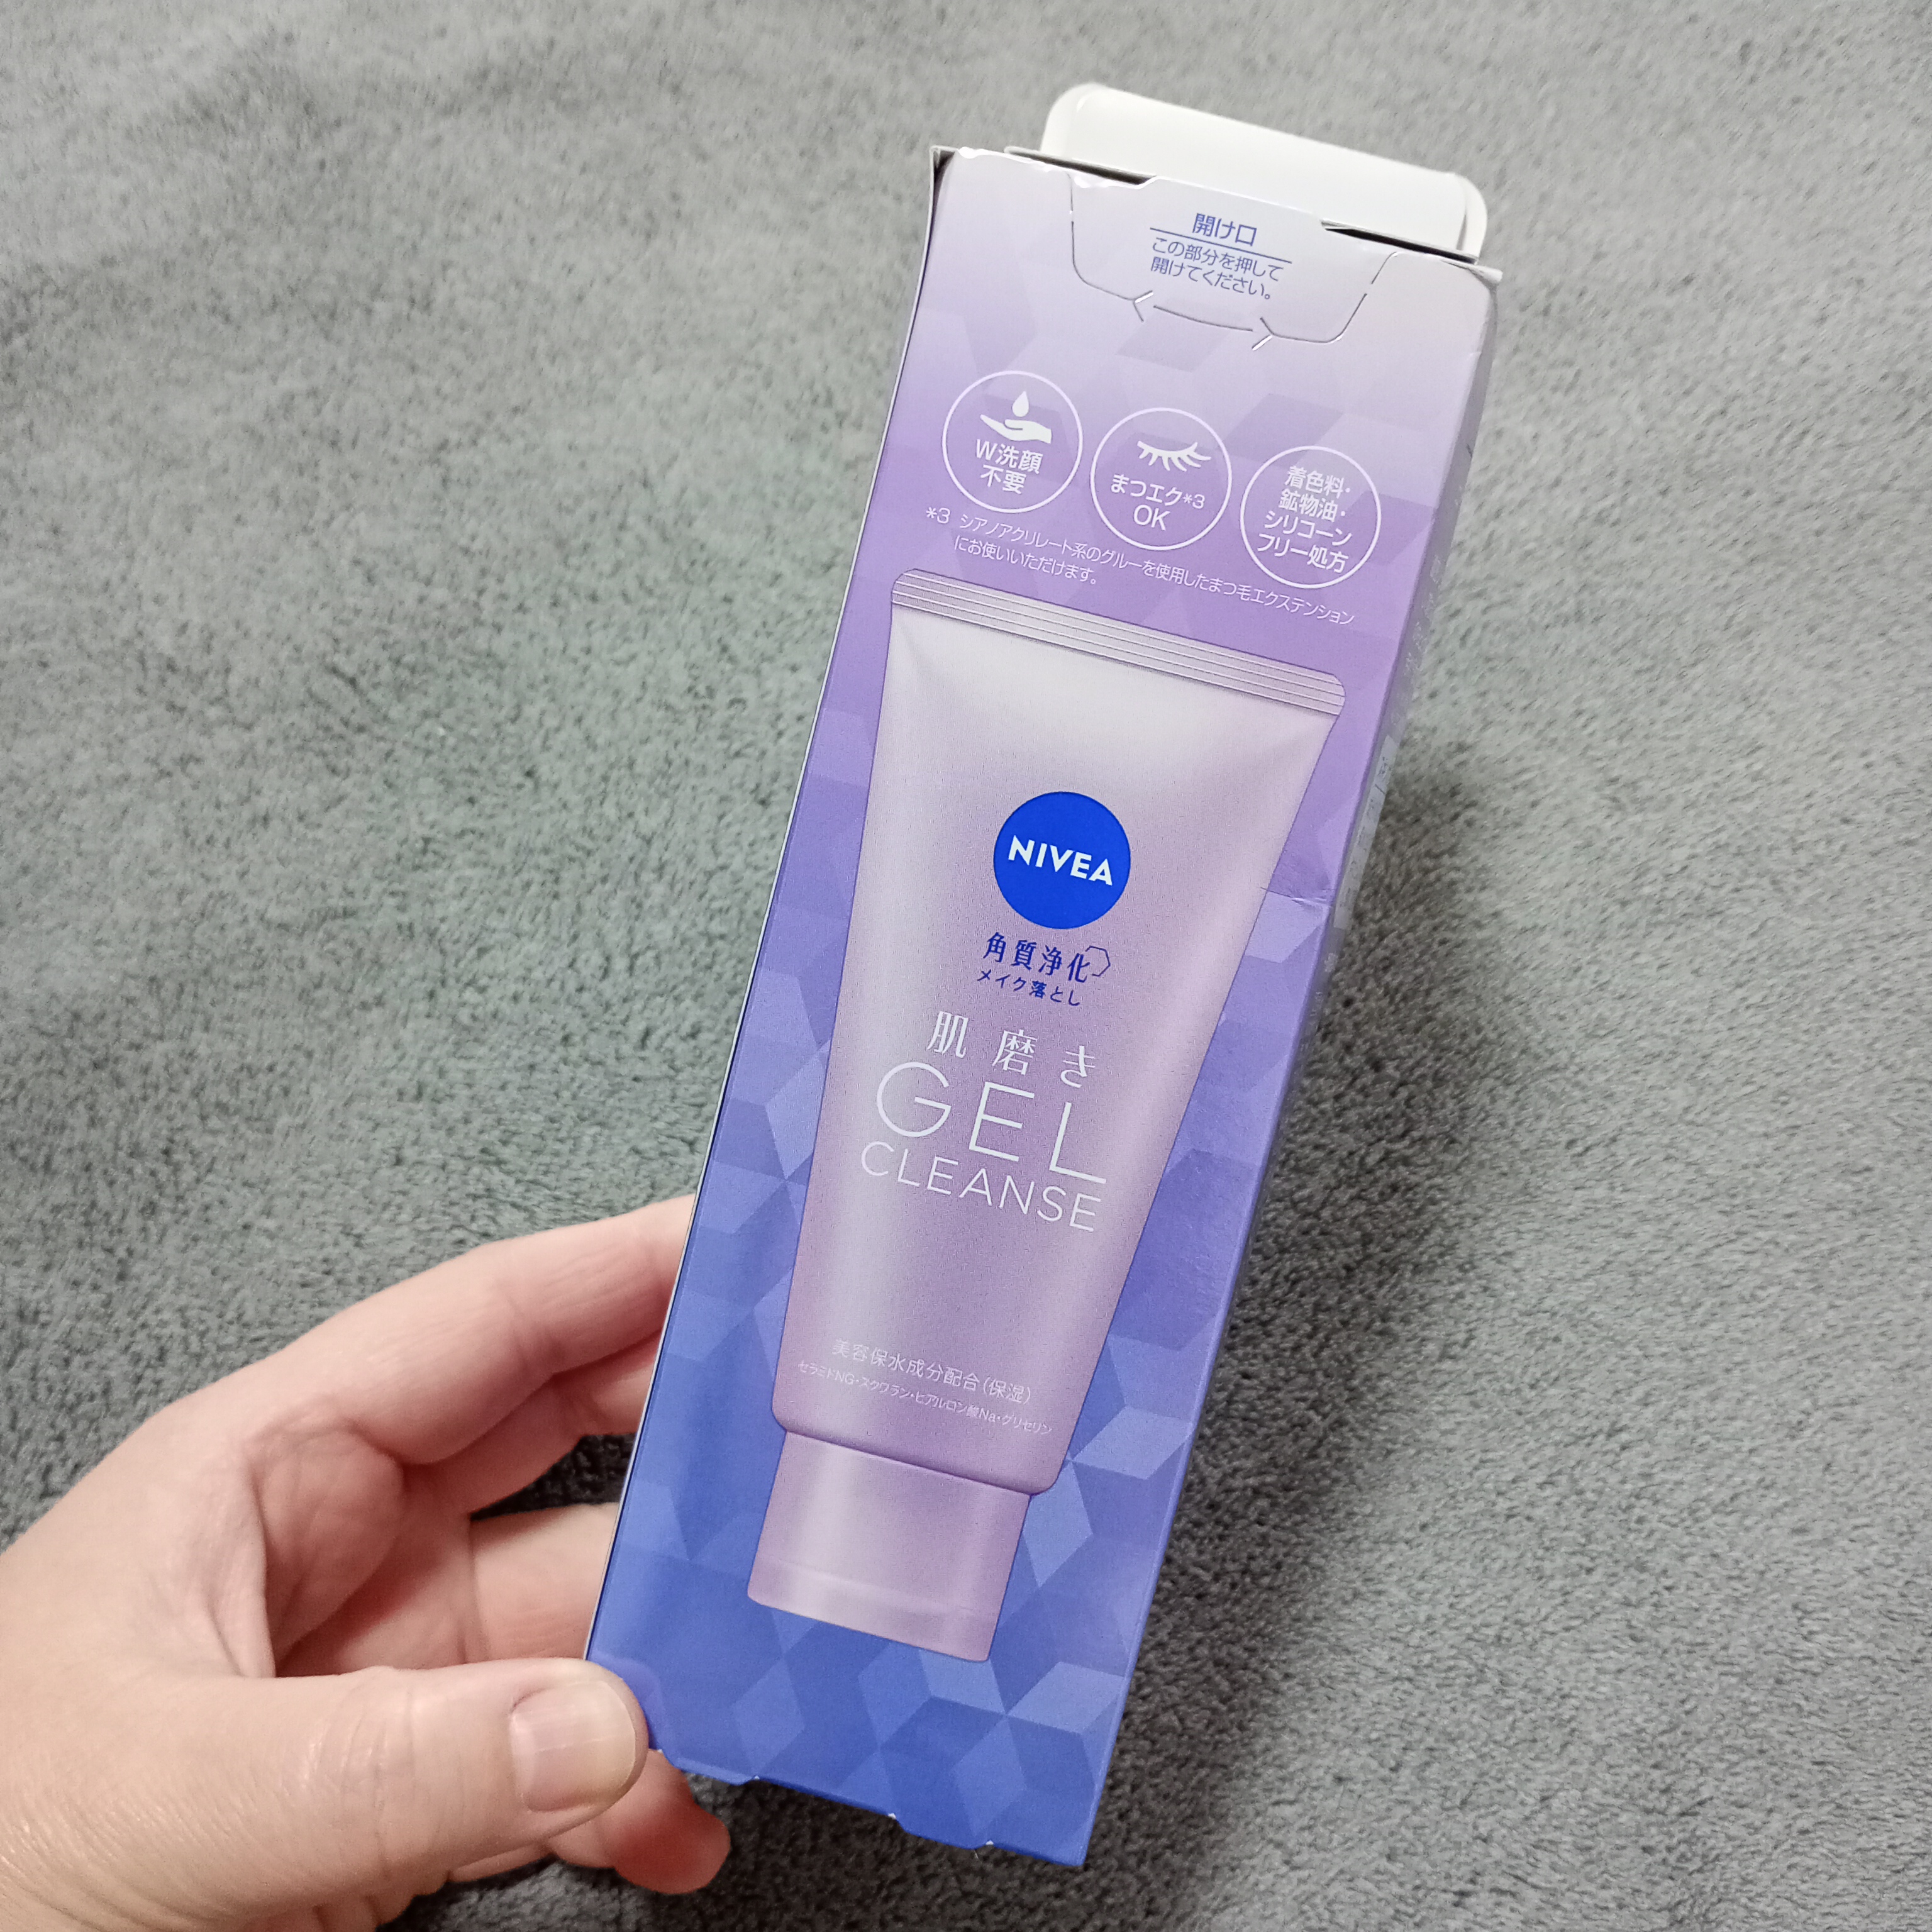 開け口
この部分を押して
開けてください。
W洗顔
不要
まつエク*3
OK
着色料・
鉱物油・
シリコーン
フリー処方
*3 シアノアクリレート系のグルーを使用したまつ毛エクステンション
にお使いいただけます。
NIVEA
角質浄化
メイク落とし
肌磨き
GEL
CLEANSE
美容保水成分配合(保湿)
セラミドNG・スクワラン・ヒアルロン酸Na・グリセリン